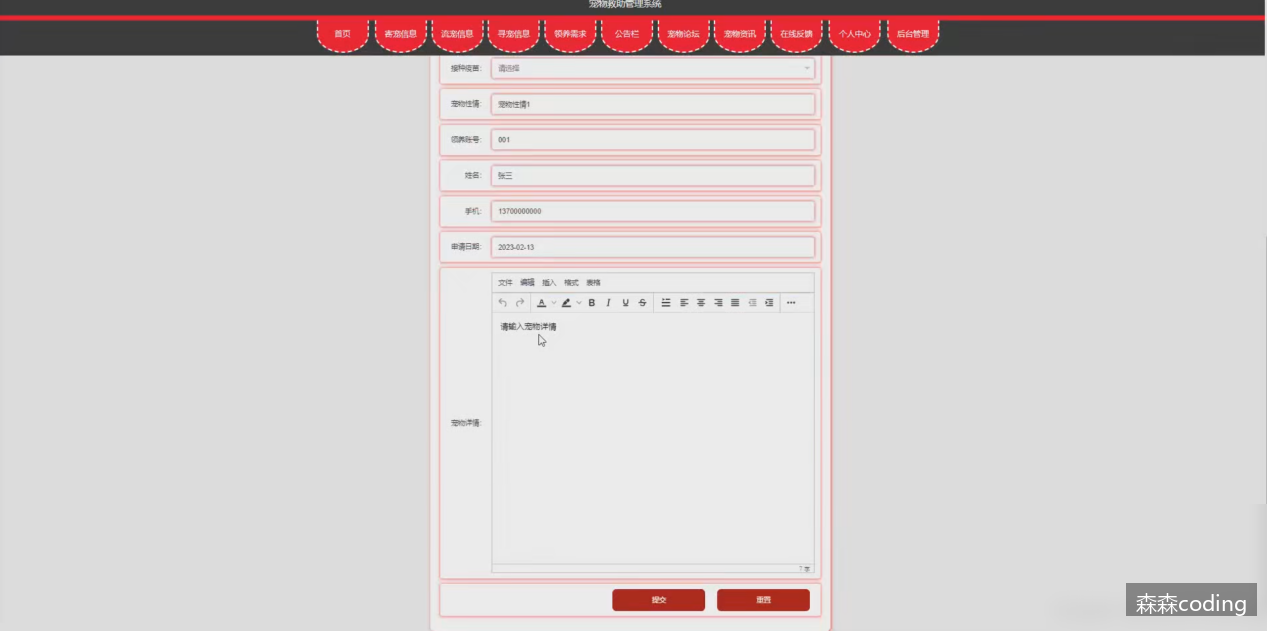 宠物救助管理系统
首页 寄宠信息 流宠信息 寻宠信息 领养需求 公告栏 宠物论坛 宠物资讯 在线反馈 个人中心 后台管理
接种疫苗: 请选择
宠物性情: 宠物性情1
领养账号: 001
姓名: 张三
手机: 13700000000
申请日期: 2023-02-13
文件 编辑 插入 格式 表格
请输入宠物详情
宠物详情:
提交 重置
森森coding